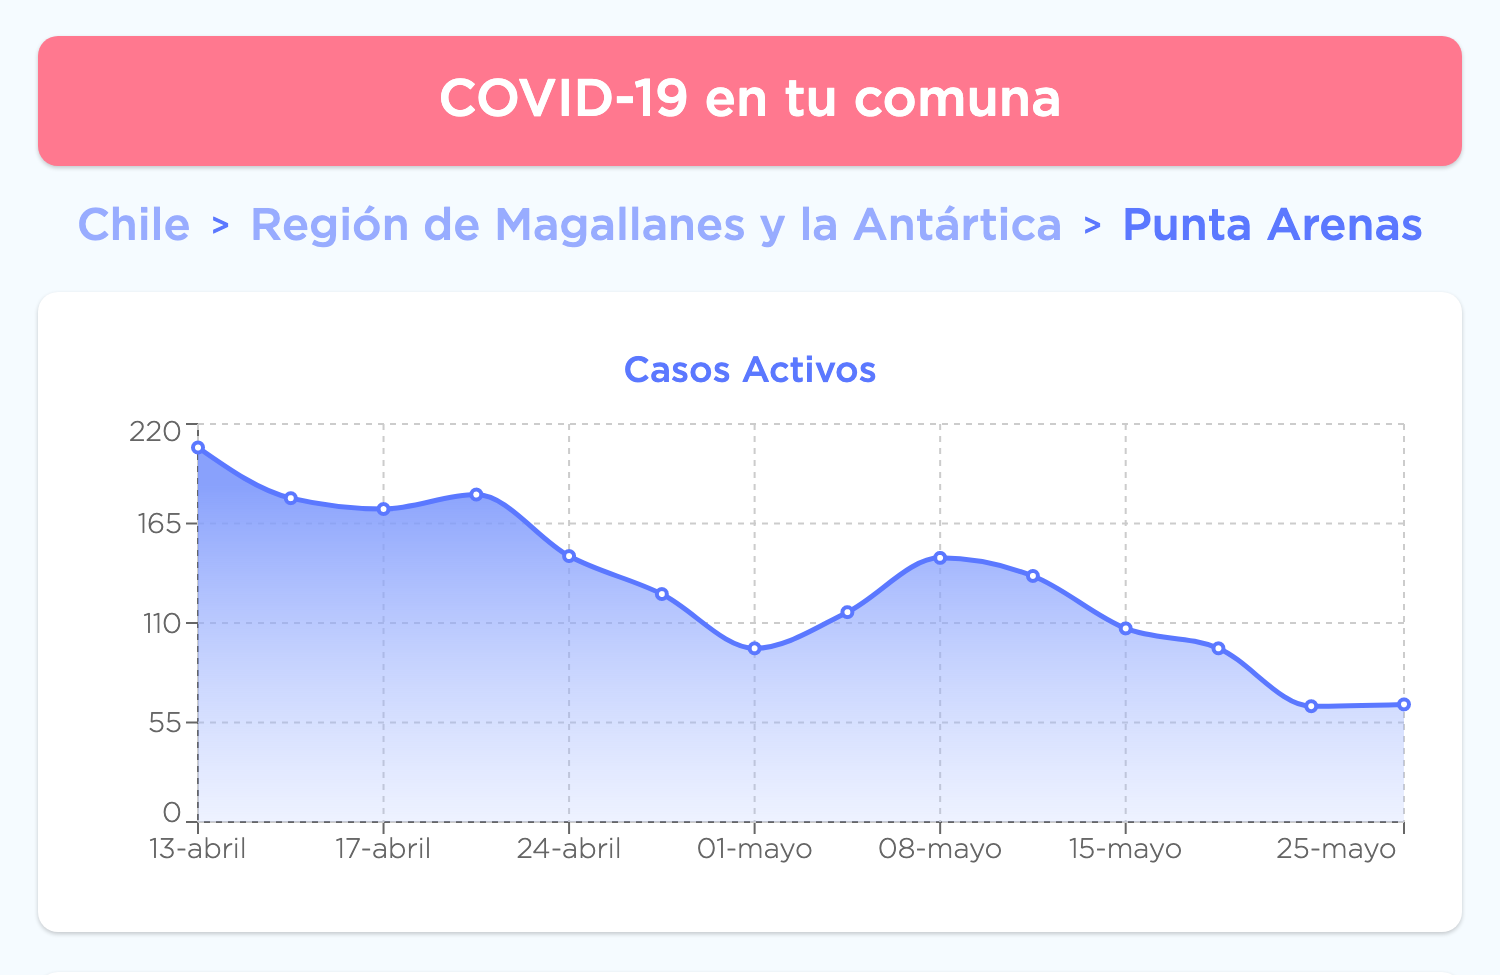 COVID-19 en tu comuna
Chile > Región de Magallanes y la Antártica > Punta Arenas
Casos Activos
220
165
110
55
0
13-abril 17-abril 24-abril 01-mayo 08-mayo 15-mayo 25-mayo